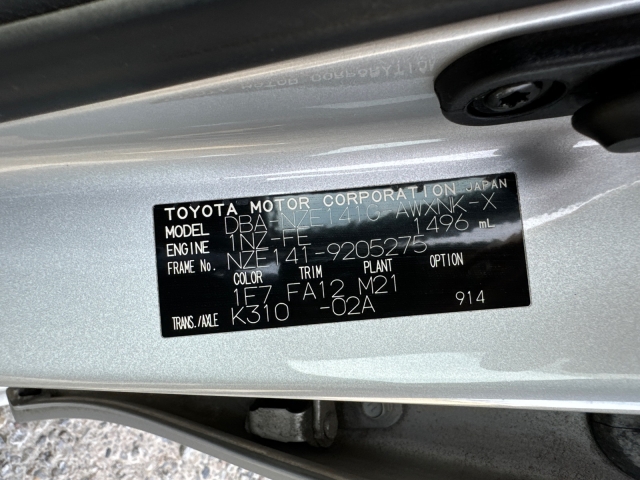 TOYOTA MOTOR CORPORATION JAPAN
MODEL DBA-NZE141G-AWXNK-X
ENGINE 1NZ-FE 1496 mL
FRAME No. NZE141-9205275
COLOR TRIM PLANT OPTION
1F7 FA12 M21
TRANS./AXLE K310 -02A 914